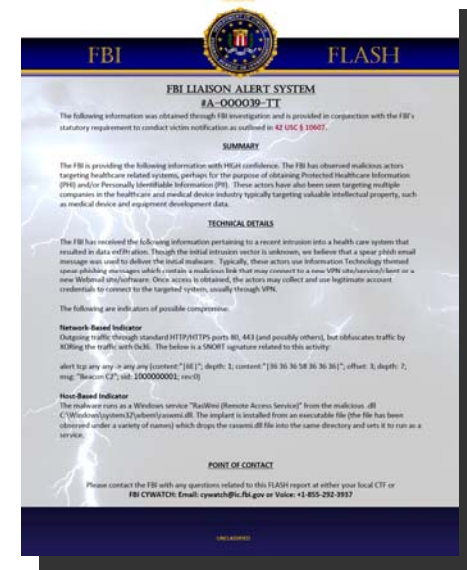 FBI FLASH
FBI LIAISON ALERT SYSTEM
#A-000039-TT
The following information was obtained through FBI investigation and is provided in conjunction with the FBI's
statutory requirement to conduct victim notification as outlined in 42 USC § 10607.
SUMMARY
The FBI is providing the following information with HIGH confidence. The FBI has observed malicious actors
targeting healthcare related systems, perhaps for the purpose of obtaining Protected Healthcare Information
(PHI) and/or Personally Identifiable Information (PII). These actors have also been seen targeting multiple
companies in the healthcare and medical device industry typically targeting valuable intellectual property, such
as medical device and equipment development data.
TECHNICAL DETAILS
The FBI has received the following information pertaining to a recent intrusion into a health care system that
resulted in data exfiltration. Though the initial intrusion vector is unknown, we believe that a spear phish email
message was used to deliver the initial malware. Typically, these actors use Information Technology themed
spear-phishing messages which contain a malicious link that may connect to a new VPN site/service/client or a
new Webmail site/software. Once access is obtained, the actors may collect and use legitimate account
credentials to connect to the targeted system, usually through VPN.
The following are indicators of possible compromise:
Network-Based Indicator
Outgoing traffic through standard HTTP/HTTPS ports 80, 443 (and possibly others), but obfuscates traffic by
XORing the traffic with 0x36. The below is a SNORT signature related to this activity:
alert tcp any any -> any any (content:"|6E|"; depth: 1; content:"|36 36 36 58 36 36 36|"; offset: 3; depth: 7;
msg: "Beacon C2"; sid: 1000000001; rev:0)
Host-Based Indicator
The malware runs as a Windows service "RasWmi (Remote Access Service)" from the malicious .dll
C:\Windows\system32\wbem\raswmi.dll. The implant is installed from an executable file (the file has been
observed under a variety of names) which drops the raswmi.dll file into the same directory and sets it to run as a
service.
POINT OF CONTACT
Please contact the FBI with any questions related to this FLASH report at either your local CTF or
FBI CYWATCH: Email: cywatch@ic.fbi.gov or Voice: +1-855-292-3937
UNCLASSIFIED